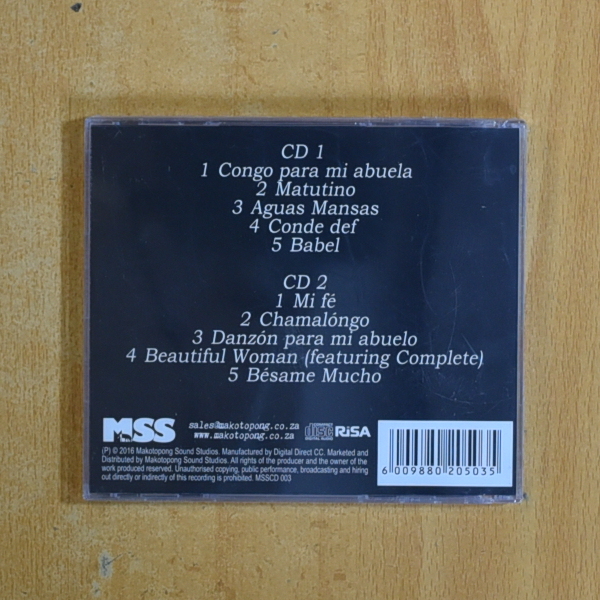 CD 1
1 Congo para mi abuela
2 Matutino
3 Aguas Mansas
4 Conde def
5 Babel
CD 2
1 Mi fé
2 Chamalóngo
3 Danzón para mi abuelo
4 Beautiful Woman (featuring Complete)
5 Bésame Mucho
MSS
sales@makotopong.co.za
www.makotopong.co.za
disc
DIGITAL AUDIO
RiSA
(P) © 2016 Makotopong Sound Studios. Manufactured by Digital Direct CC. Marketed and
Distributed by Makotopong Sound Studios. All rights of the producer and the owner of the
work produced reserved. Unauthorised copying, public performance, broadcasting and hiring
out directly or indirectly of this recording is prohibited. MSSCD 003
6 009880 205035